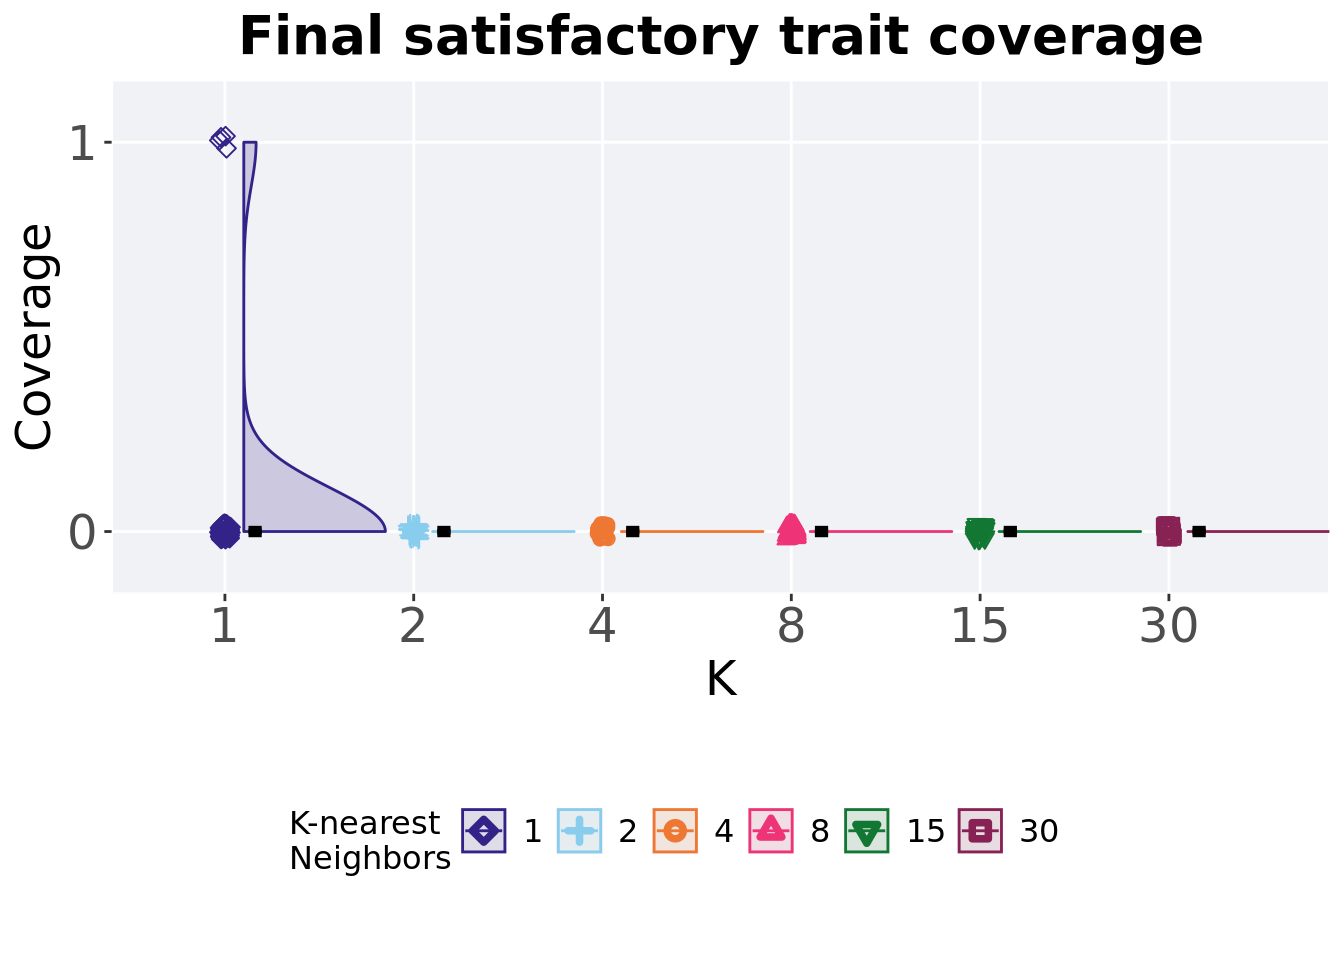 Final satisfactory trait coverage
1
Coverage
0
1 2 4 8 15 30
K
K-nearest
Neighbors
1 2 4 8 15 30